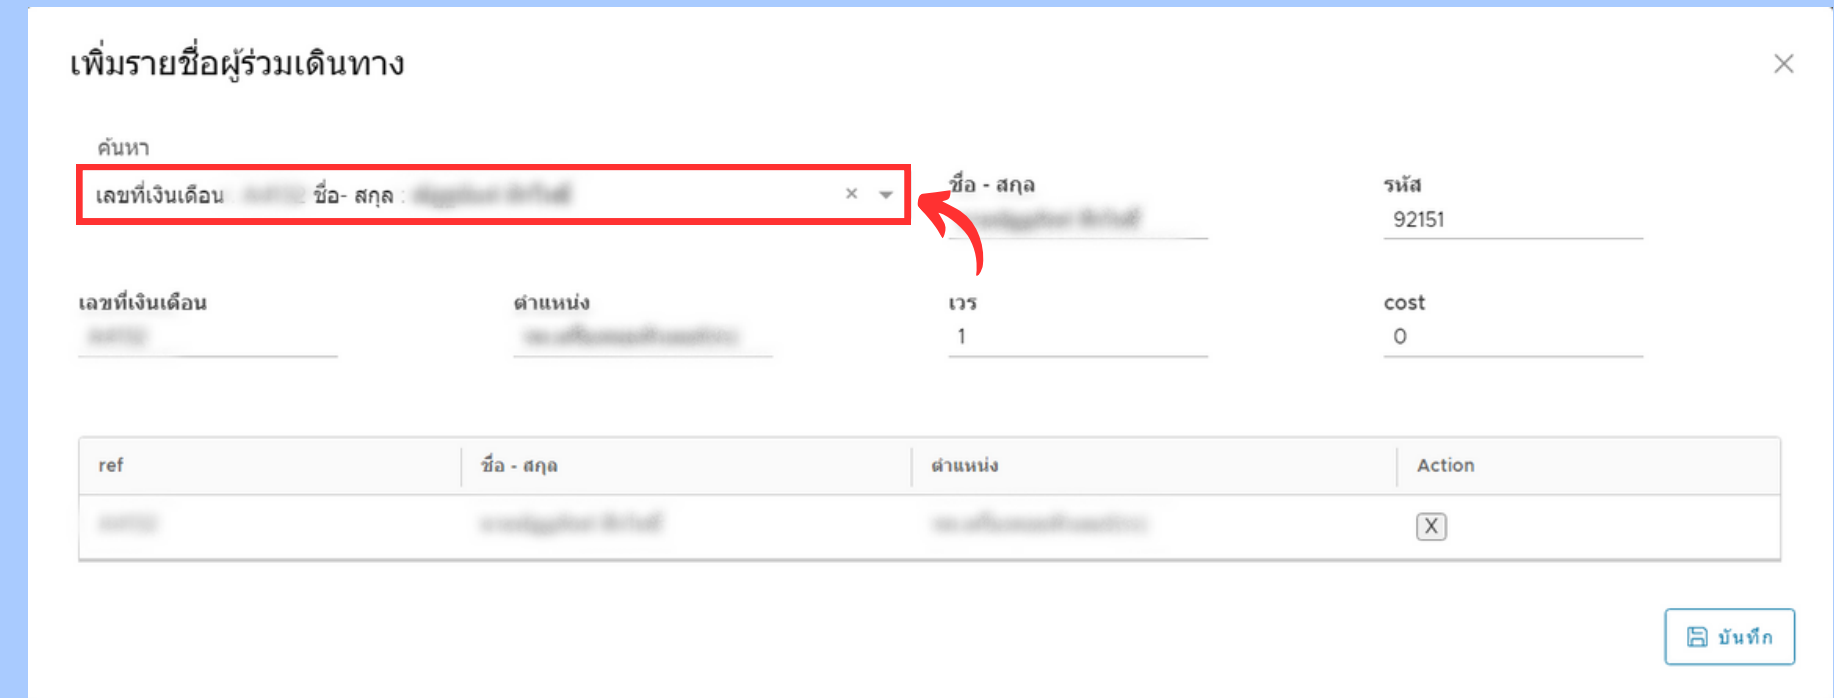 เพิ่มรายชื่อผู้ร่วมเดินทาง
ค้นหา
เลขที่เงินเดือน : ชื่อ- สกุล :
ชื่อ - สกุล
รหัส
92151
เลขที่เงินเดือน
ตำแหน่ง
เวร
1
cost
0
ref ชื่อ - สกุล ตำแหน่ง Action
X
บันทึก